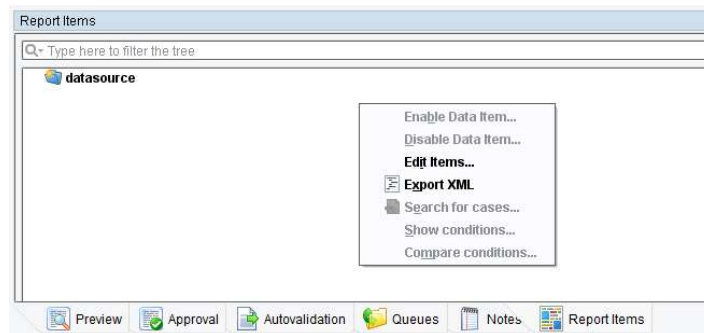 Report Items
Type here to filter the tree
datasource
Enable Data Item...
Disable Data Item...
Edit Items...
Export XML
Search for cases...
Show conditions...
Compare conditions...
Preview Approval Autovalidation Queues Notes Report Items